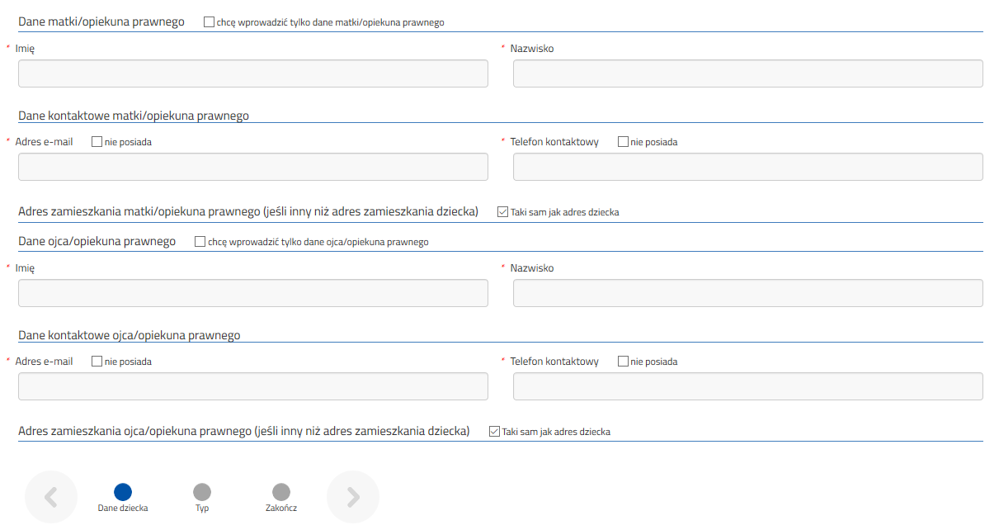 Dane matki/opiekuna prawnego chcę wprowadzić tylko dane matki/opiekuna prawnego
* Imię * Nazwisko
Dane kontaktowe matki/opiekuna prawnego
* Adres e-mail nie posiada * Telefon kontaktowy nie posiada
Adres zamieszkania matki/opiekuna prawnego (jeśli inny niż adres zamieszkania dziecka) Taki sam jak adres dziecka
Dane ojca/opiekuna prawnego chcę wprowadzić tylko dane ojca/opiekuna prawnego
* Imię * Nazwisko
Dane kontaktowe ojca/opiekuna prawnego
* Adres e-mail nie posiada * Telefon kontaktowy nie posiada
Adres zamieszkania ojca/opiekuna prawnego (jeśli inny niż adres zamieszkania dziecka) Taki sam jak adres dziecka
Dane dziecka Typ Zakończ